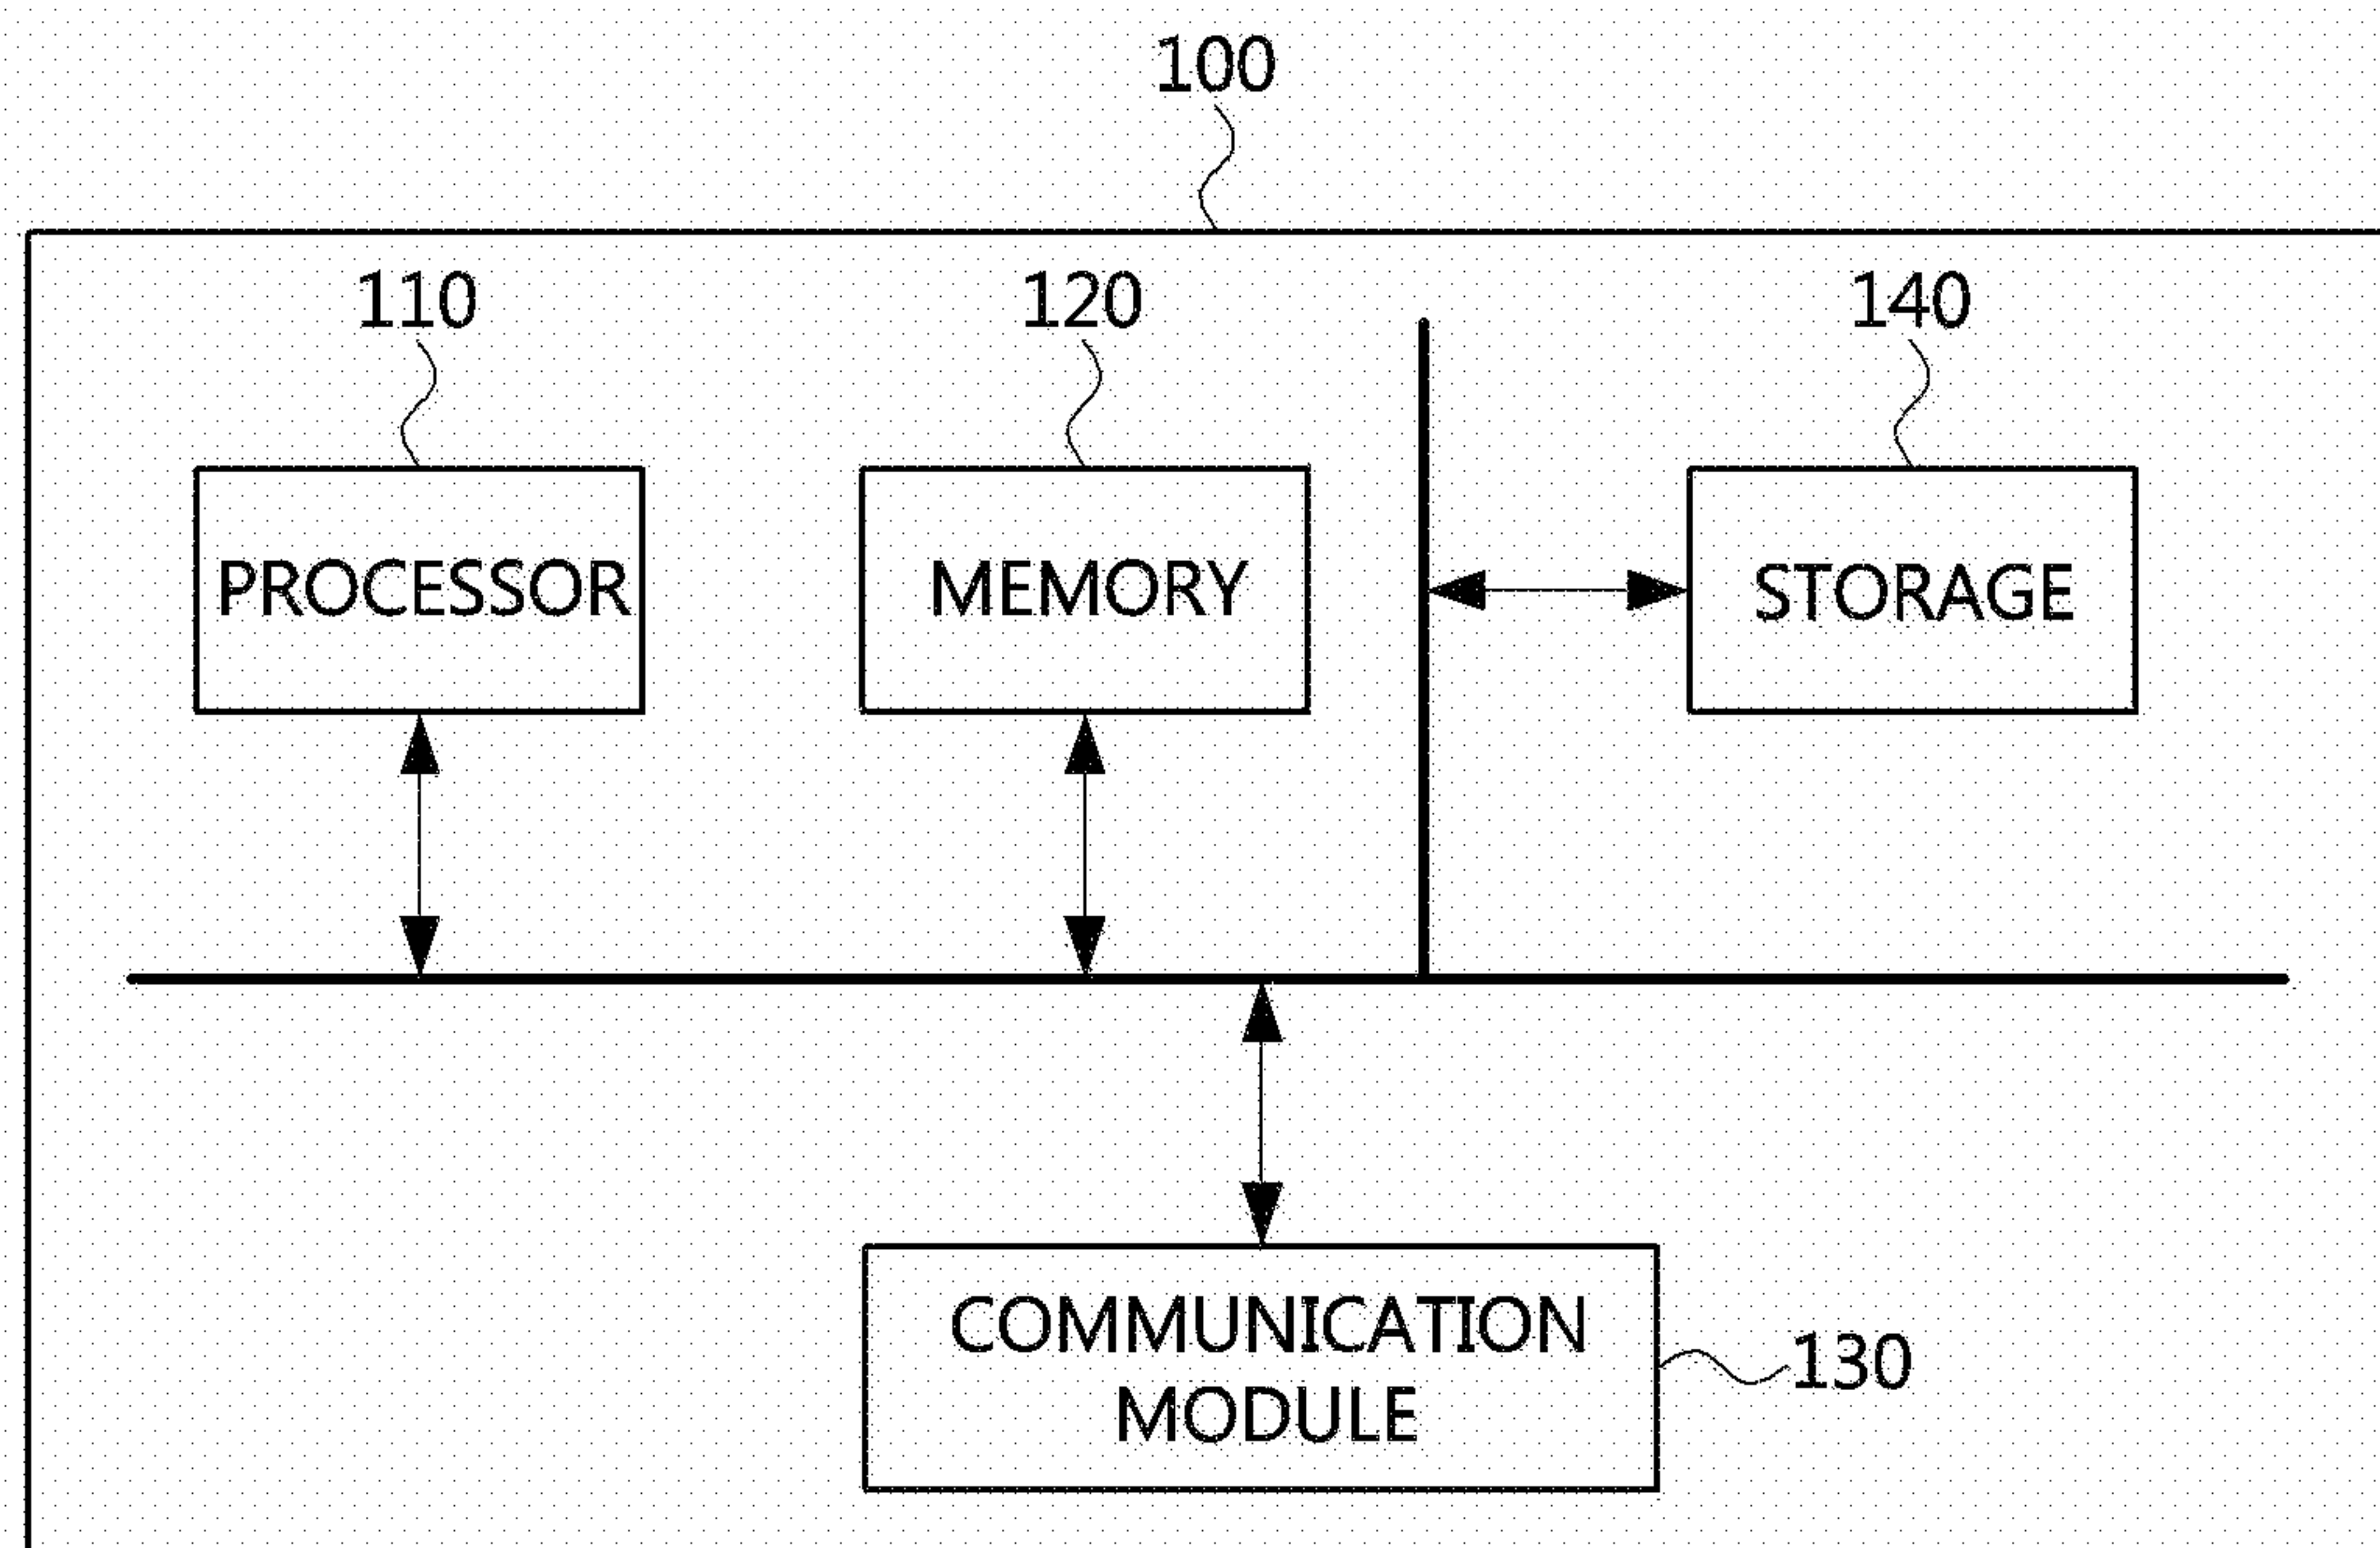 100
110
120
140
PROCESSOR
MEMORY
STORAGE
COMMUNICATION
MODULE
130